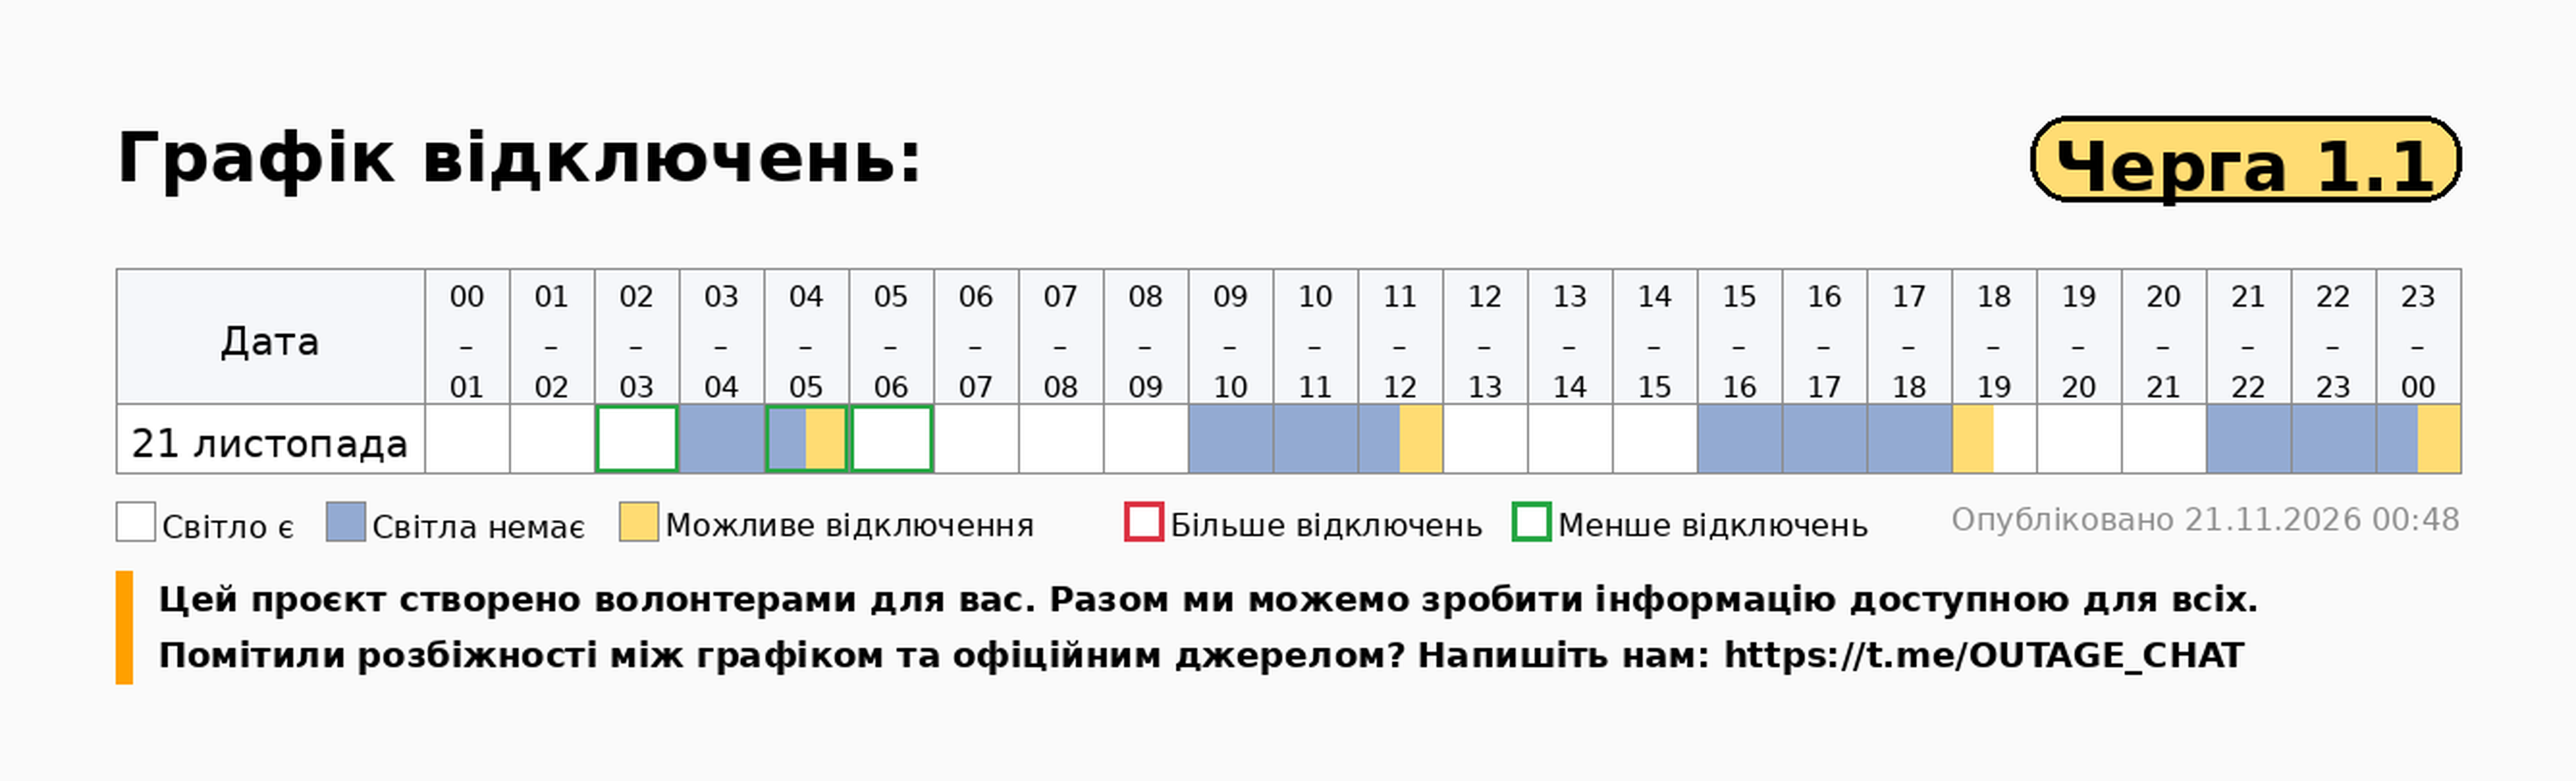 Графік відключень:
Черга 1.1
Дата 00 – 01 01 – 02 02 – 03 03 – 04 04 – 05 05 – 06 06 – 07 07 – 08 08 – 09 09 – 10 10 – 11 11 – 12 12 – 13 13 – 14 14 – 15 15 – 16 16 – 17 17 – 18 18 – 19 19 – 20 20 – 21 21 – 22 22 – 23 23 – 00
21 листопада
Світло є Світла немає Можливе відключення Більше відключень Менше відключень Опубліковано 21.11.2026 00:48
Цей проєкт створено волонтерами для вас. Разом ми можемо зробити інформацію доступною для всіх.
Помітили розбіжності між графіком та офіційним джерелом? Напишіть нам: https://t.me/OUTAGE_CHAT